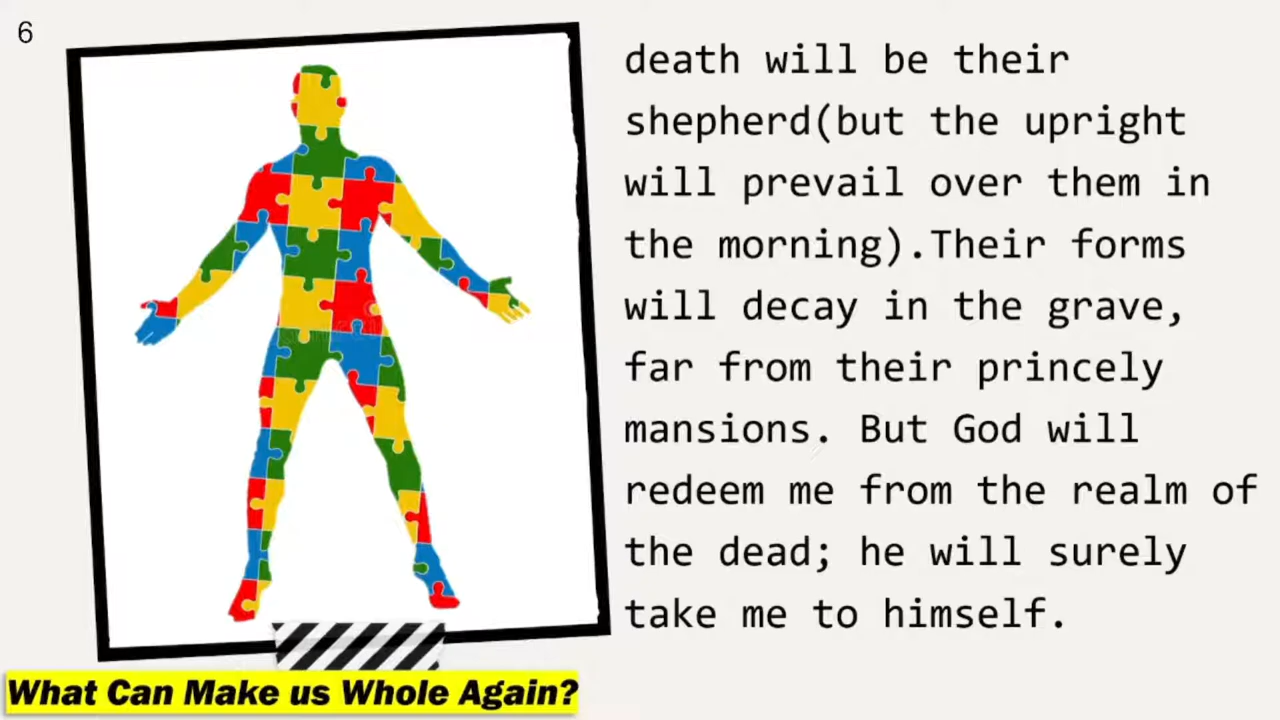 6
death will be their
shepherd(but the upright
will prevail over them in
the morning).Their forms
will decay in the grave,
far from their princely
mansions. But God will
redeem me from the realm of
the dead; he will surely
take me to himself.
What Can Make us Whole Again?